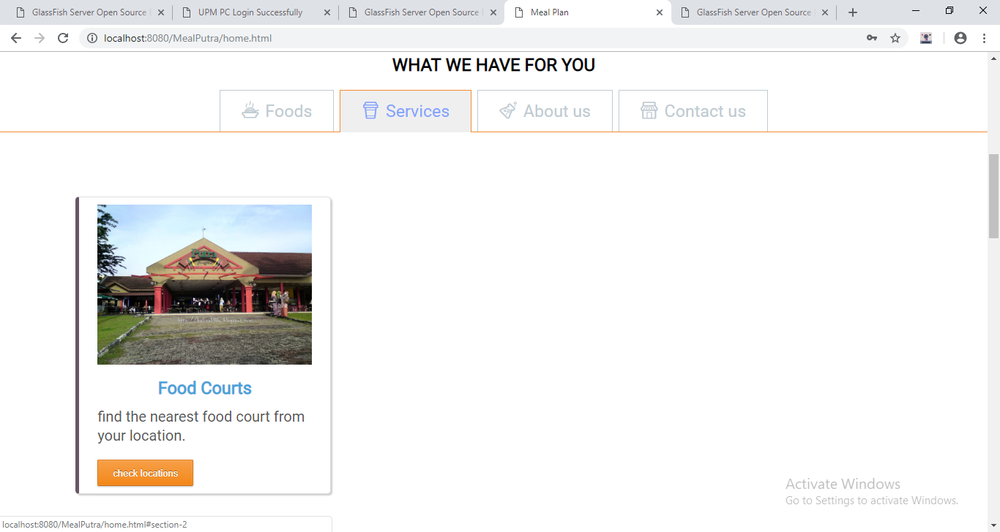 GlassFish Server Open Source
UPM PC Login Successfully
GlassFish Server Open Source
Meal Plan
GlassFish Server Open Source
localhost:8080/MealPutra/home.html
WHAT WE HAVE FOR YOU
Foods
Services
About us
Contact us
Putra
Food Courts
find the nearest food court from
your location.
check locations
Activate Windows
Go to Settings to activate Windows.
localhost:8080/MealPutra/home.html#section-2